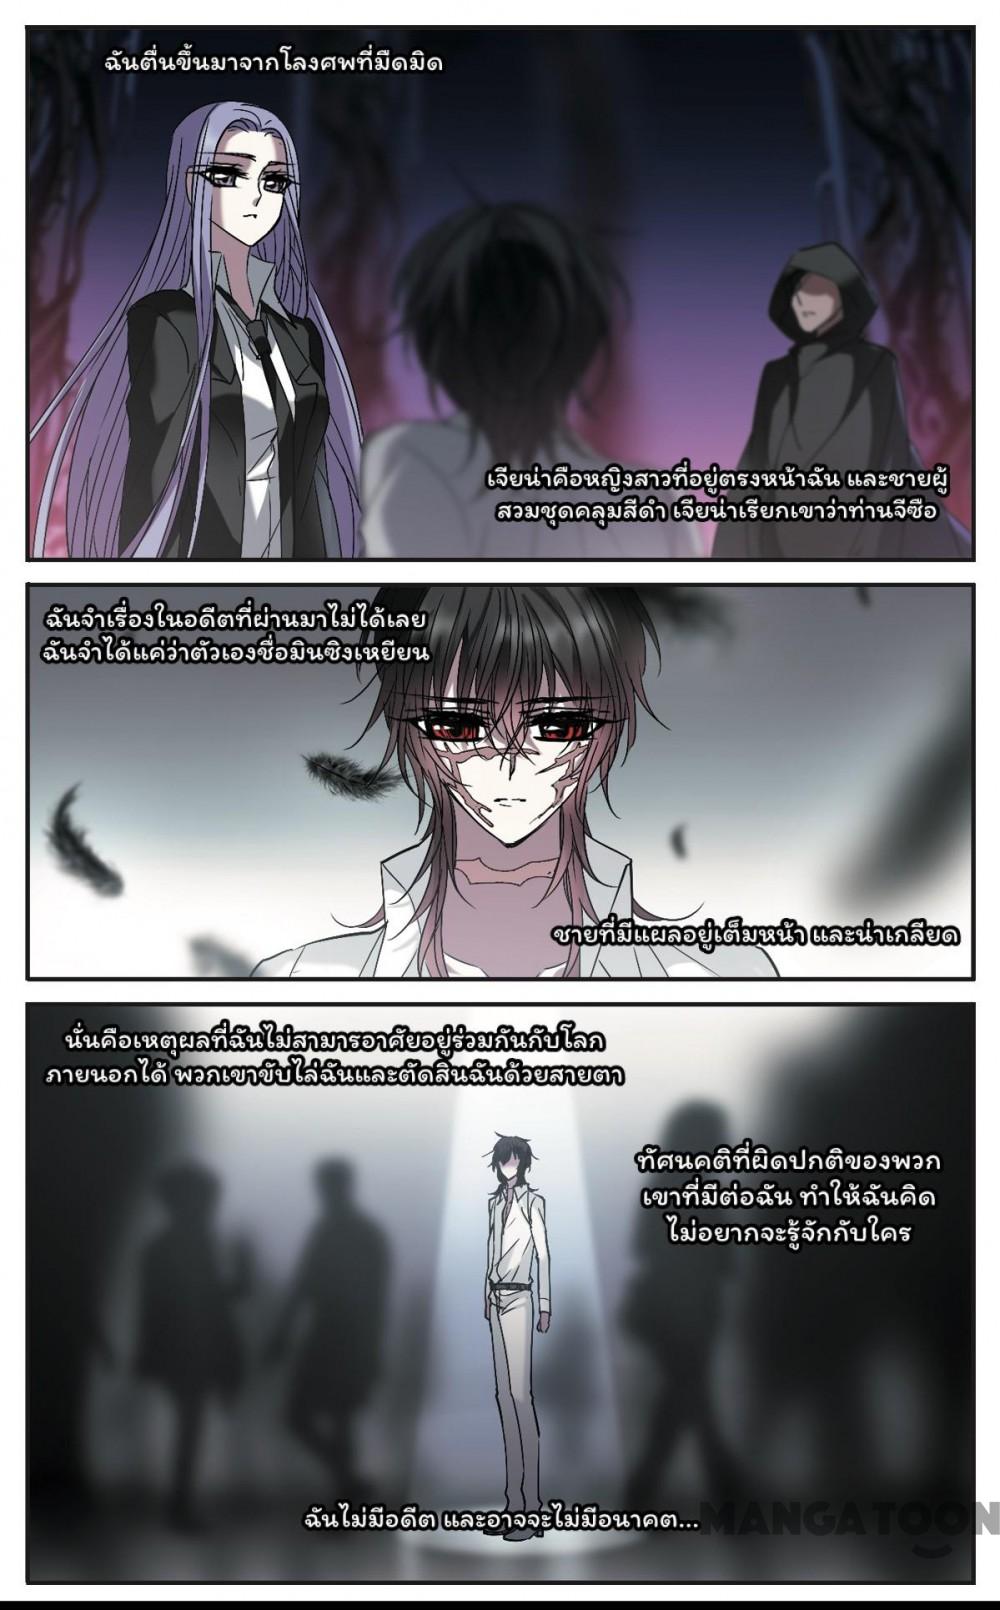 ฉันตื่นขึ้นมาจากโลงศพที่มืดมิด
เจียน่าคือหญิงสาวที่อยู่ตรงหน้าฉัน และชายผู้
สวมชุดคลุมสีดำ เจียน่าเรียกเขาว่าท่านจีซือ
ฉันจำเรื่องในอดีตที่ผ่านมาไม่ได้เลย
ฉันจำได้แค่ว่าตัวเองชื่อมินซิงเหยียน
ชายที่มีแผลอยู่เต็มหน้า และน่าเกลียด
นั่นคือเหตุผลที่ฉันไม่สามารอาศัยอยู่ร่วมกันกับโลก
ภายนอกได้ พวกเขาขับไล่ฉันและตัดสินฉันด้วยสายตา
ทัศนคติที่ผิดปกติของพวก
เขาที่มีต่อฉัน ทำให้ฉันคิด
ไม่อยากจะรู้จักกับใคร
ฉันไม่มีอดีต และอาจจะไม่มีอนาคต...
MANGATOON